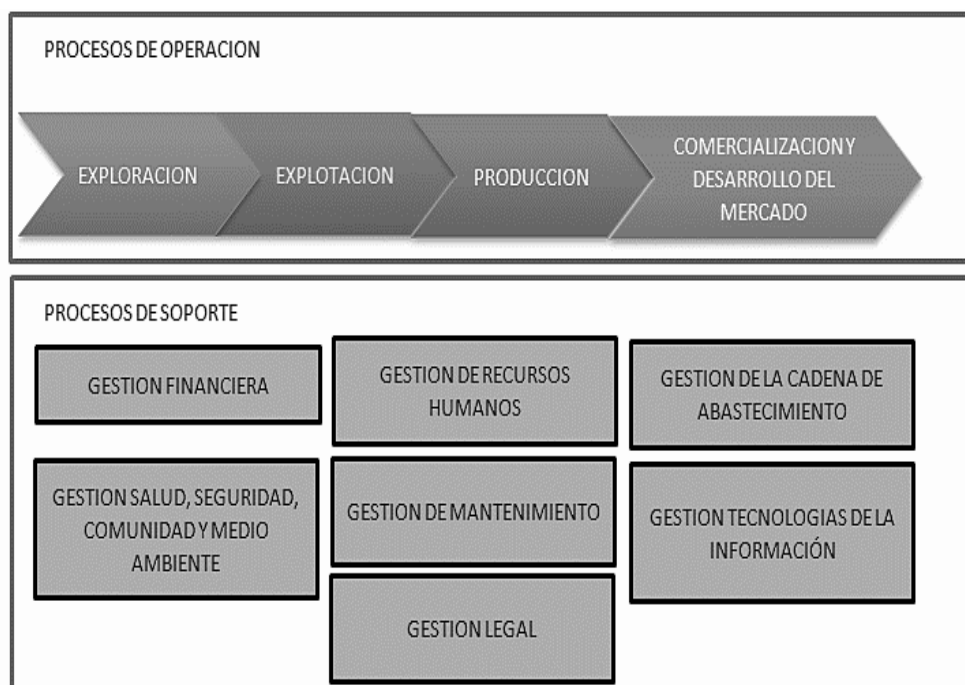 PROCESOS DE OPERACION
EXPLORACION
EXPLOTACION
PRODUCCION
COMERCIALIZACION Y
DESARROLLO DEL
MERCADO
PROCESOS DE SOPORTE
GESTION FINANCIERA
GESTION DE RECURSOS
HUMANOS
GESTION DE LA CADENA DE
ABASTECIMIENTO
GESTION SALUD, SEGURIDAD,
COMUNIDAD Y MEDIO
AMBIENTE
GESTION DE MANTENIMIENTO
GESTION TECNOLOGIAS DE LA
INFORMACIÓN
GESTION LEGAL